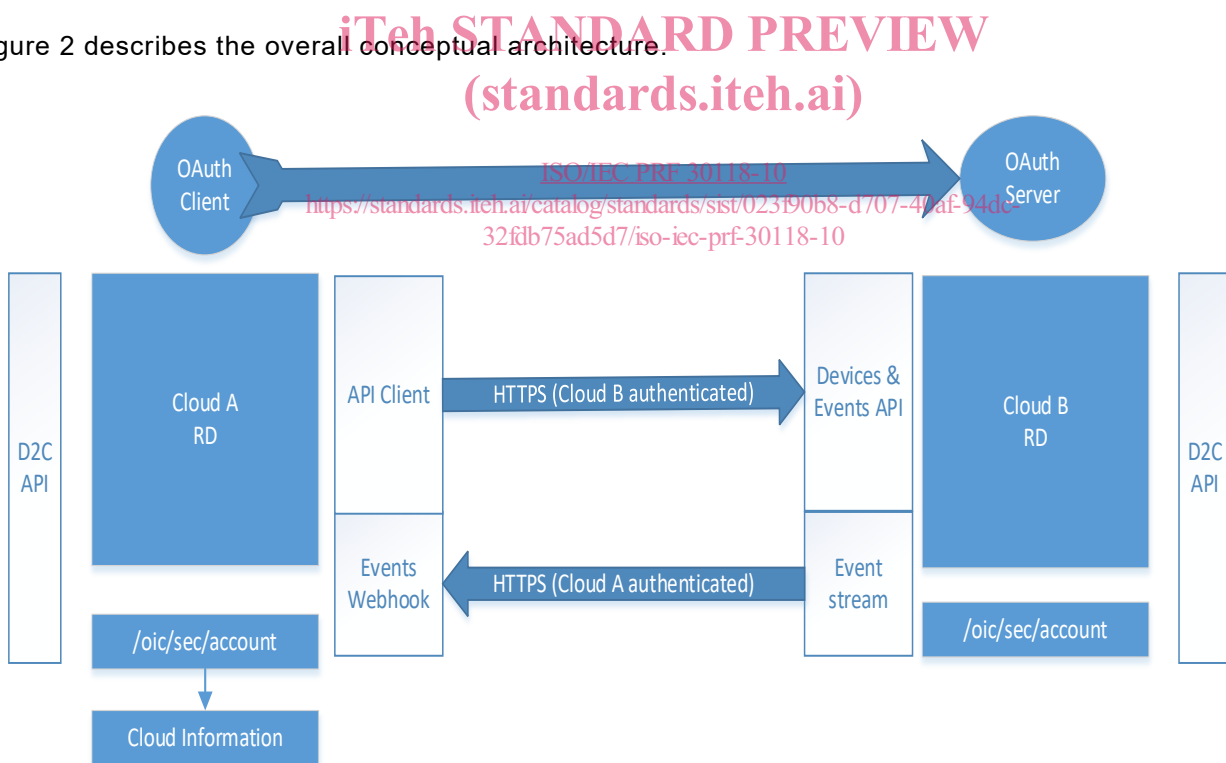 iTeh STANDARD PREVIEW
gure 2 describes the overall conceptual architecture.
(standards.iteh.ai)
OAuth
Client
OAuth
Server
ISO/IEC PRF 30118-10
https://standards.iteh.ai/catalog/standards/sist/023f90b8-d707-40af-94dc-
32fdb75ad5d7/iso-iec-prf-30118-10
D2C
API
Cloud A
RD
API Client
HTTPS (Cloud B authenticated)
Devices &
Events API
Cloud B
RD
D2C
API
Events
Webhook
HTTPS (Cloud A authenticated)
Event
stream
/oic/sec/account
/oic/sec/account
Cloud Information